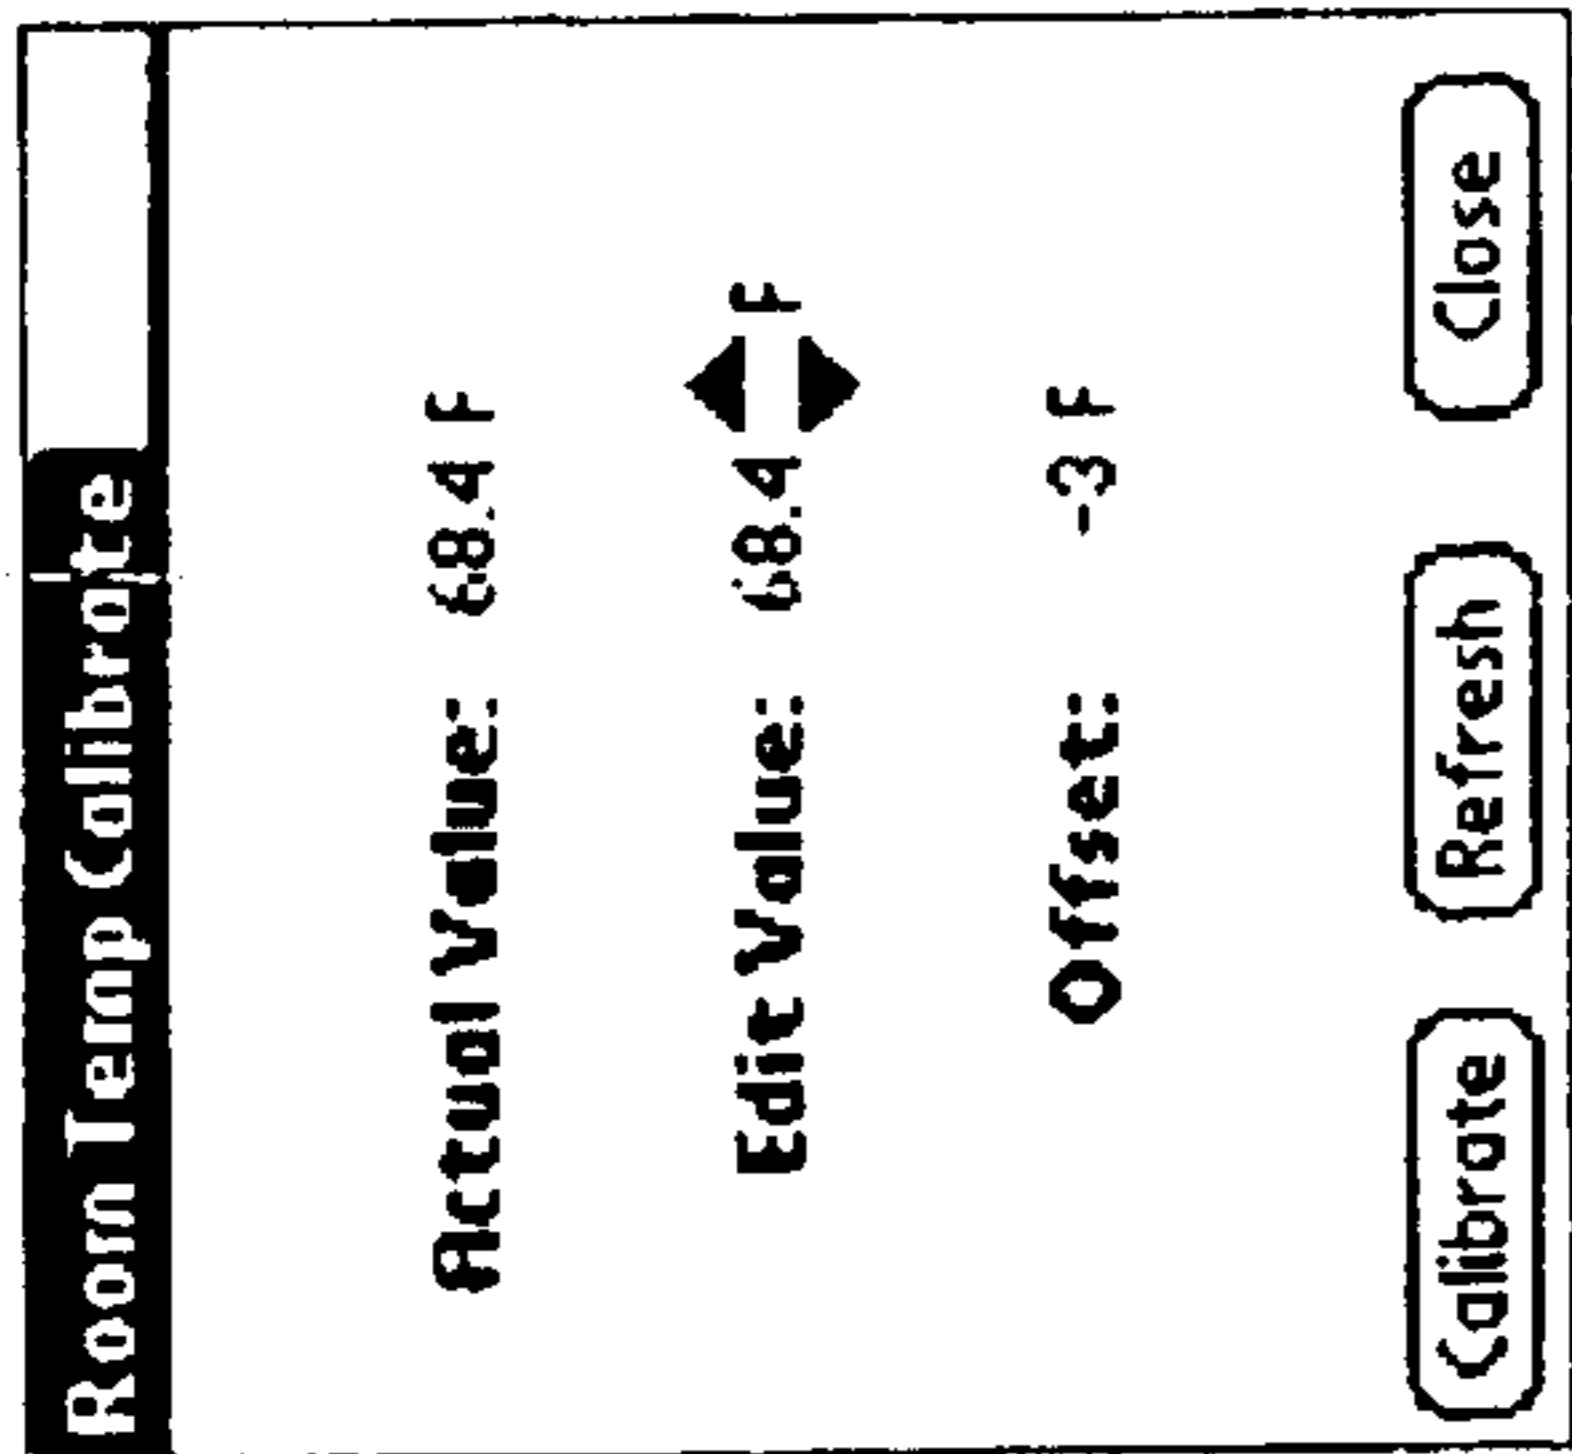 Room Temp Calibrate
Actual Value: 68.4 F
Edit Value: 68.4 F
Offset: -3 F
Calibrate Refresh Close